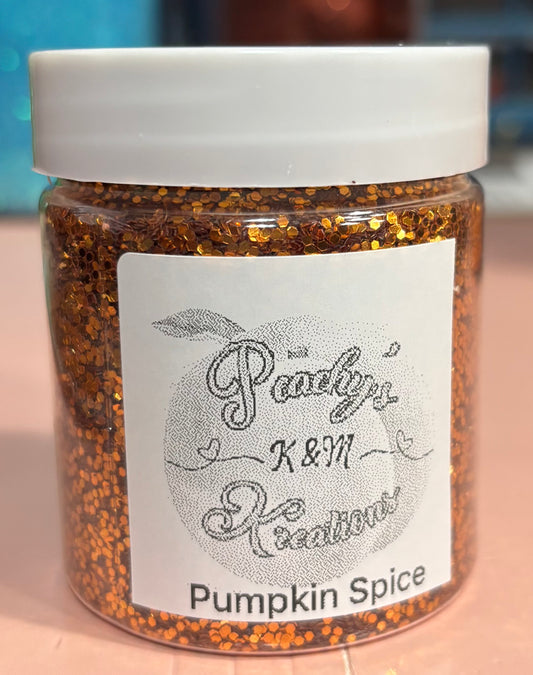 Peachy's
K&M
Kreations
Pumpkin Spice